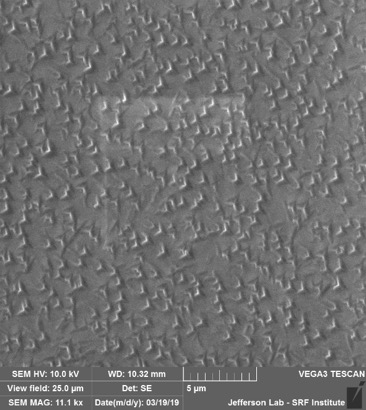 SEM HV: 10.0 kV WD: 10.32 mm VEGA3 TESCAN
View field: 25.0 µm Det: SE 5 µm
SEM MAG: 11.1 kx Date(m/d/y): 03/19/19 Jefferson Lab - SRF Institute